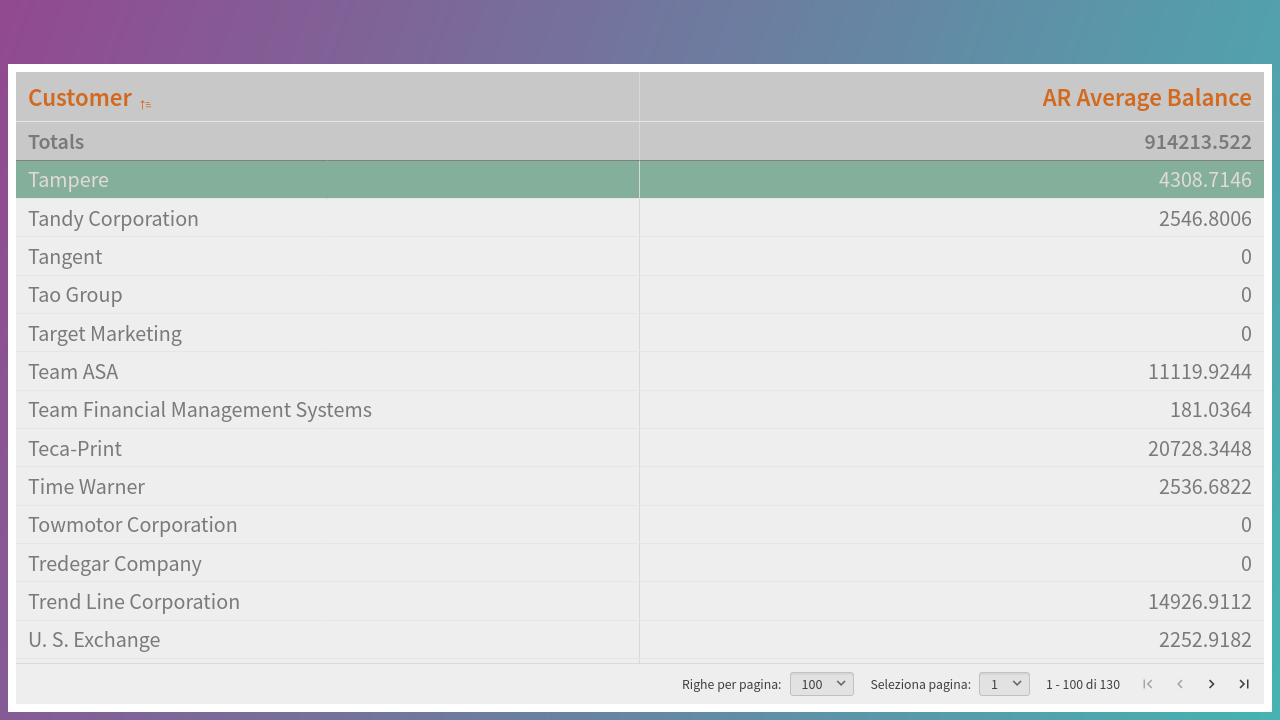 Customer AR Average Balance
Totals 914213.522
Tampere 4308.7146
Tandy Corporation 2546.8006
Tangent 0
Tao Group 0
Target Marketing 0
Team ASA 11119.9244
Team Financial Management Systems 181.0364
Teca-Print 20728.3448
Time Warner 2536.6822
Towmotor Corporation 0
Tredegar Company 0
Trend Line Corporation 14926.9112
U. S. Exchange 2252.9182
Righe per pagina: 100 Seleziona pagina: 1 1 - 100 di 130